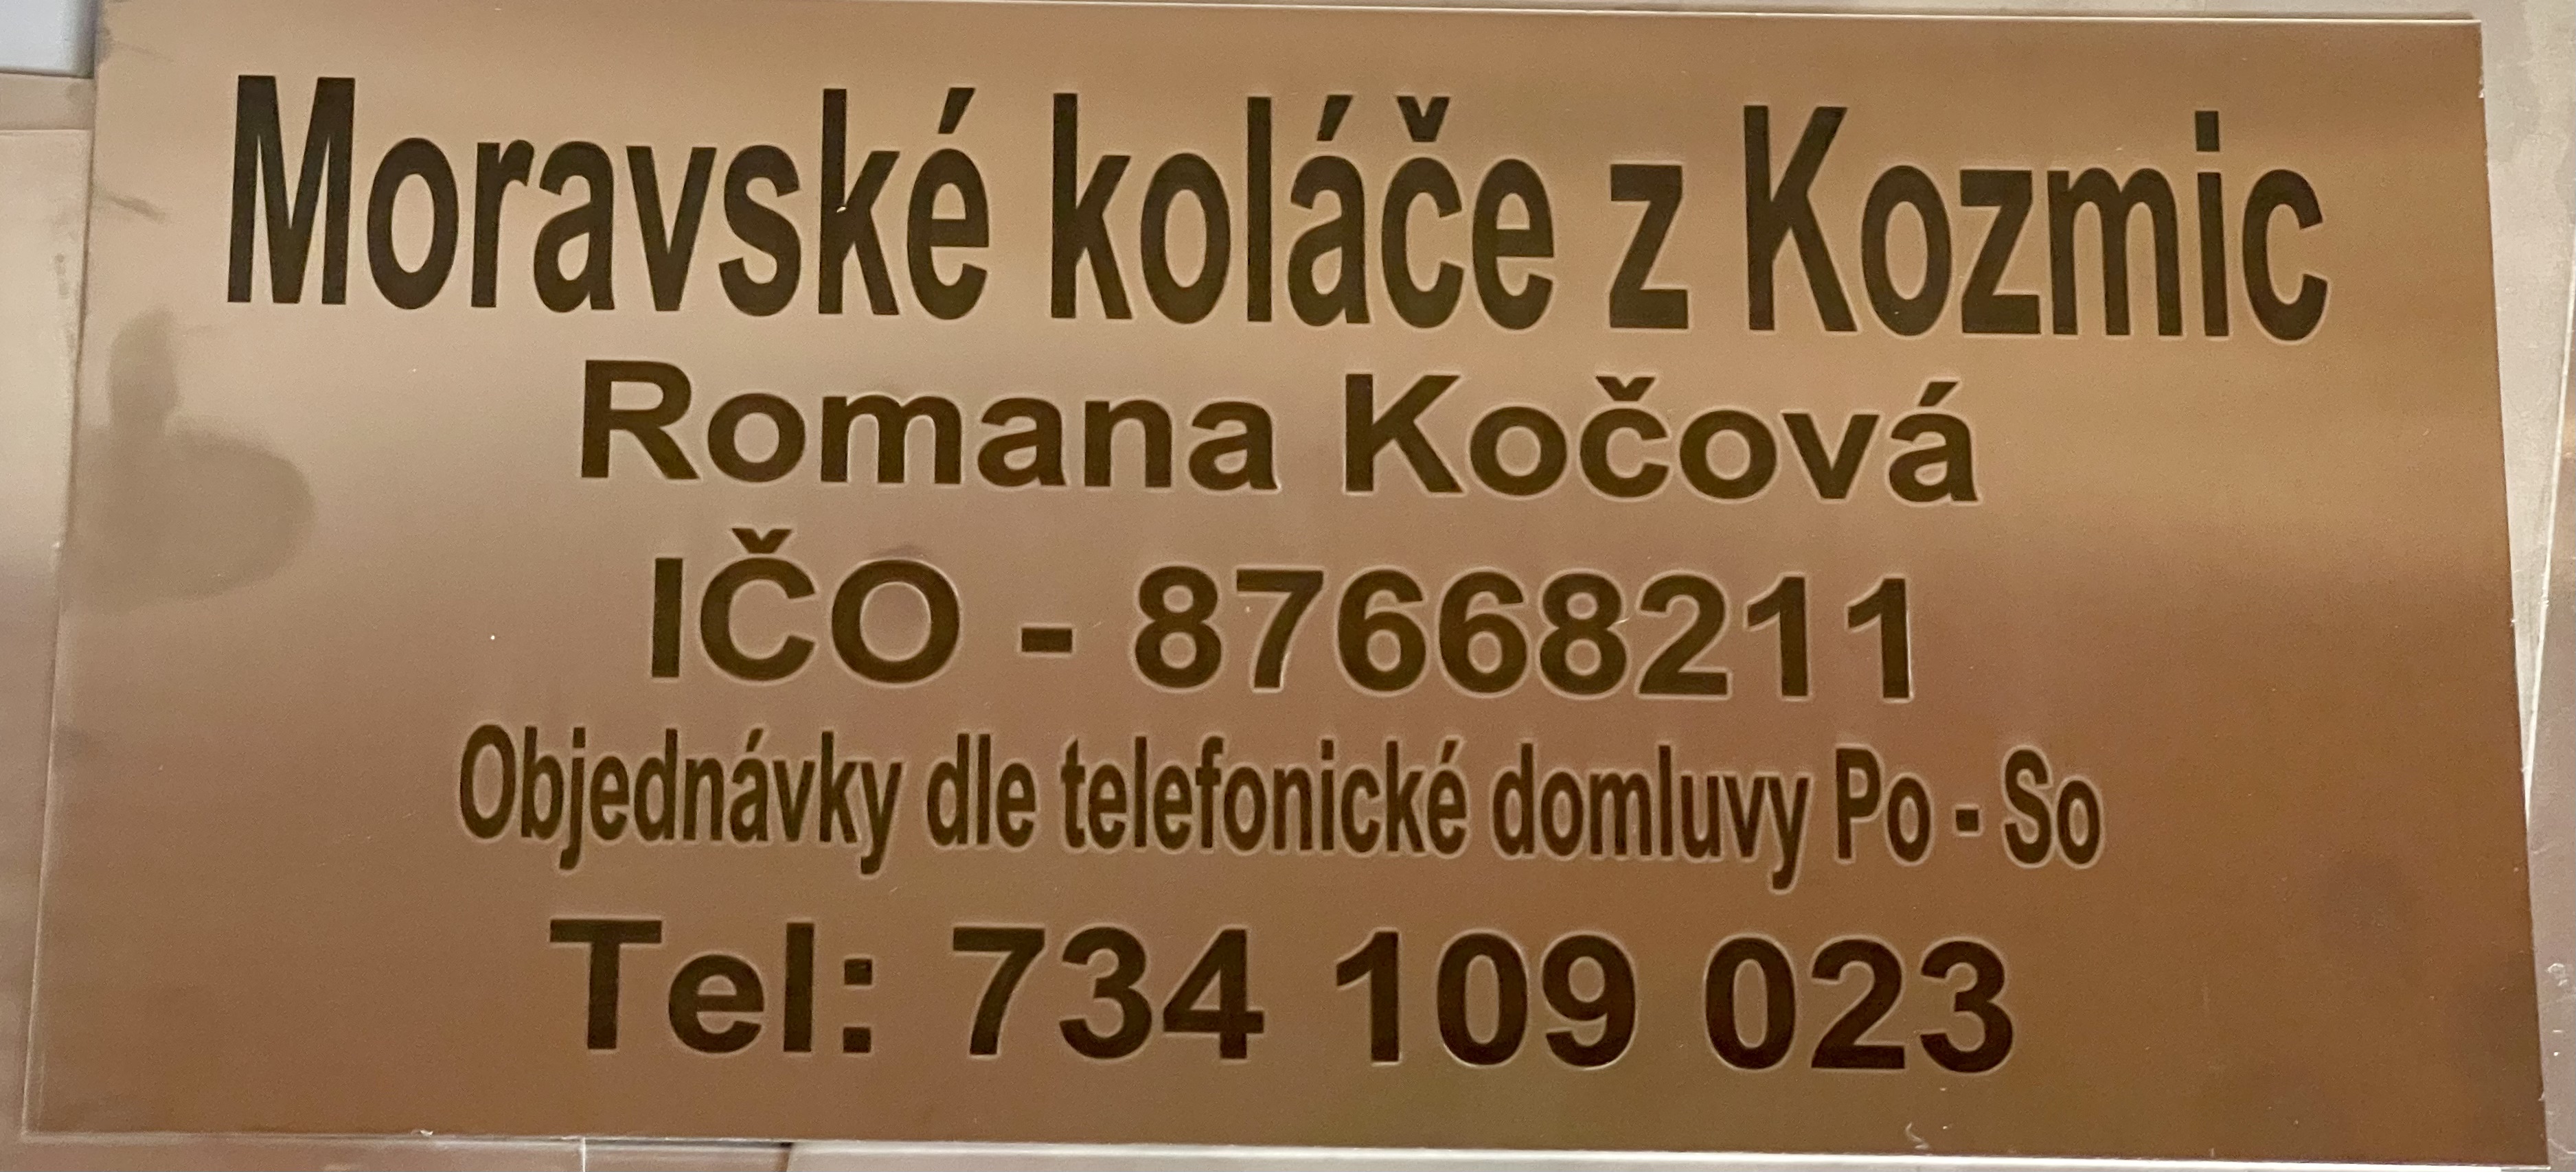 Moravské koláče z Kozmic
Romana Kočová
IČO - 87668211
Objednávky dle telefonické domluvy Po - So
Tel: 734 109 023